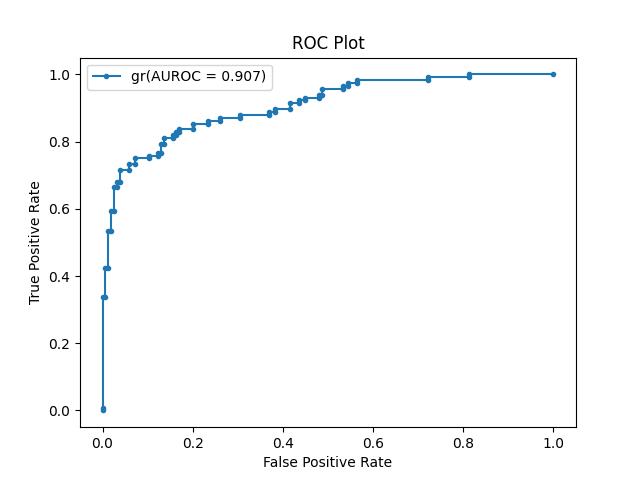 ROC Plot
gr(AUROC = 0.907)
1.0
0.8
0.6
0.4
0.2
0.0
True Positive Rate
0.0 0.2 0.4 0.6 0.8 1.0
False Positive Rate